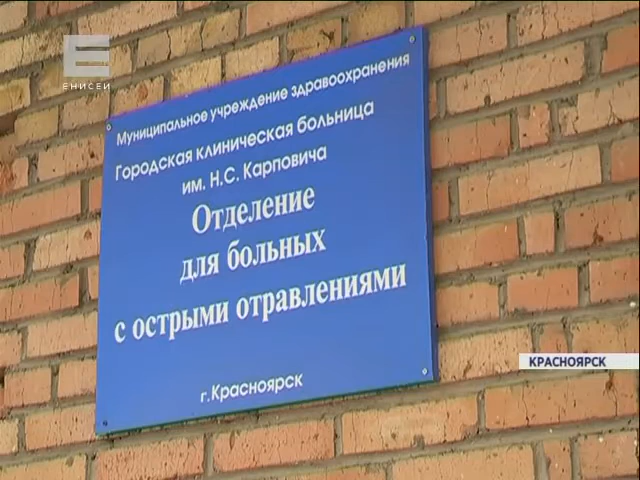 ЕНИСЕЙ
Муниципальное учреждение здравоохранения
Городская клиническая больница
им. Н.С. Карповича
Отделение
для больных
с острыми отравлениями
г.Красноярск
КРАСНОЯРСК